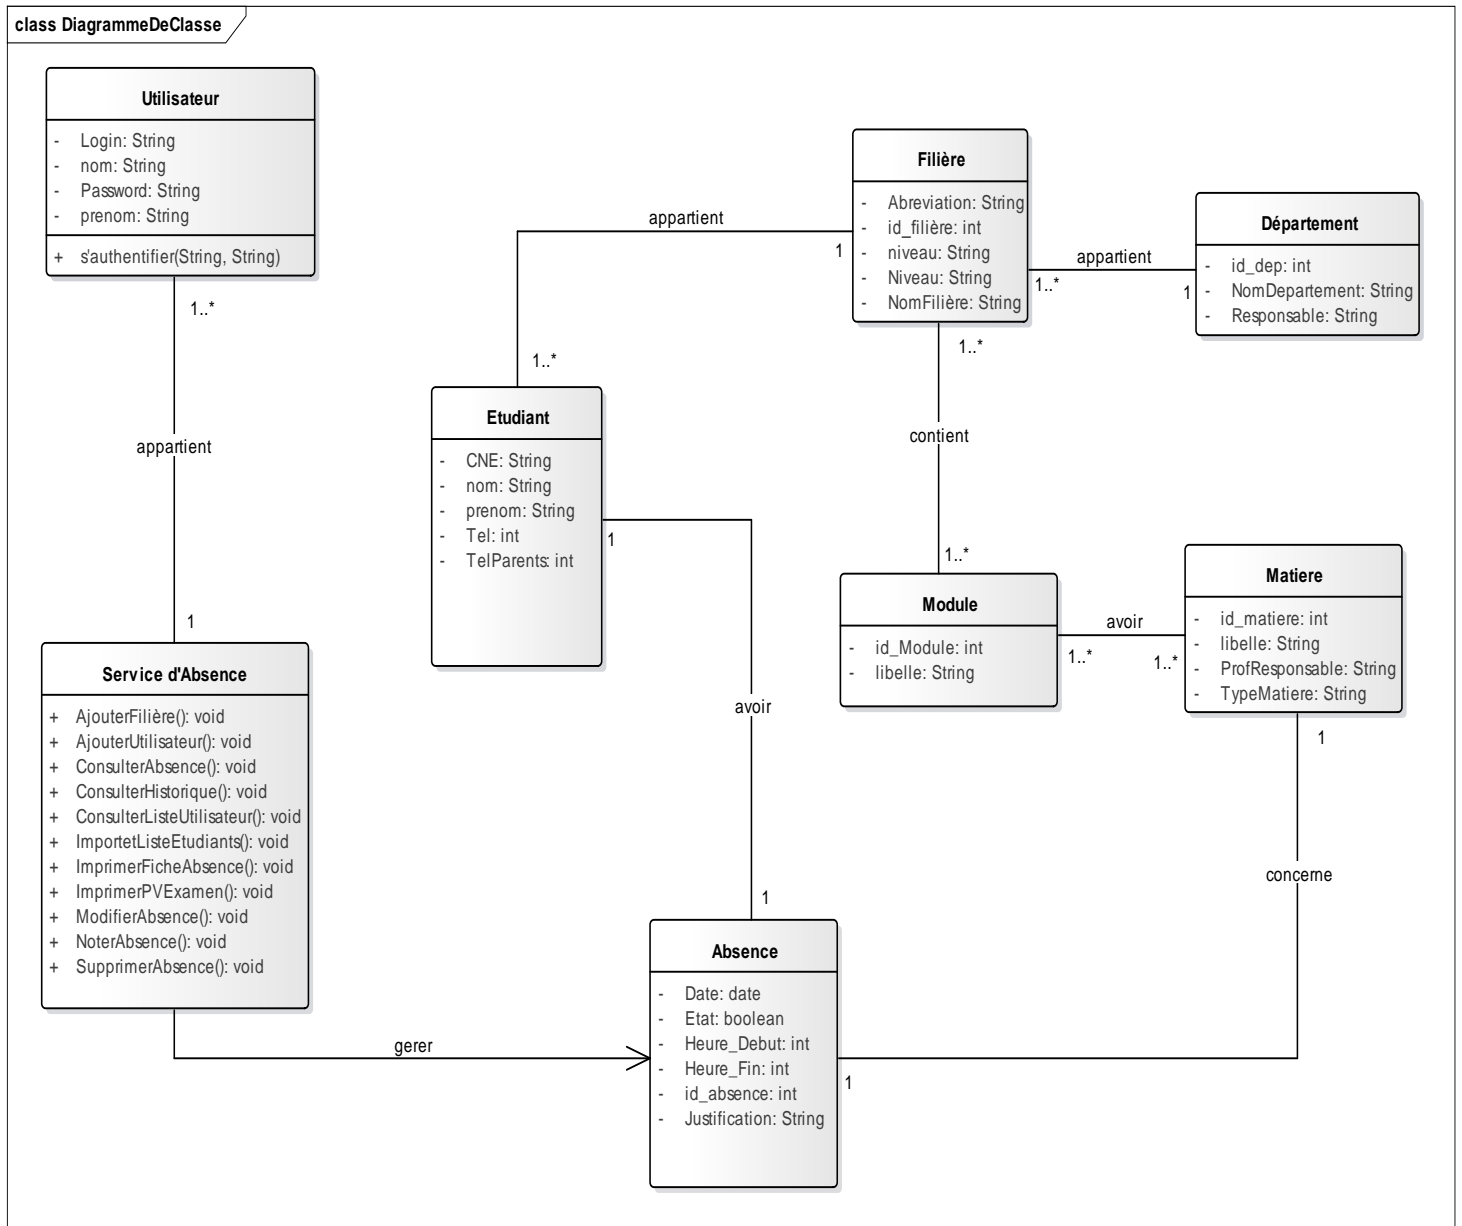 class DiagrammeDeClasse
Utilisateur
- Login: String
- nom: String
- Password: String
- prenom: String
+ s'authentifier(String, String)
1..*
appartient
1
Service d'Absence
+ AjouterFilière(): void
+ AjouterUtilisateur(): void
+ ConsulterAbsence(): void
+ ConsulterHistorique(): void
+ ConsulterListeUtilisateur(): void
+ ImportetListeEtudiants(): void
+ ImprimerFicheAbsence(): void
+ ImprimerPVExamen(): void
+ ModifierAbsence(): void
+ NoterAbsence(): void
+ SupprimerAbsence(): void
gerer
Filière
- Abreviation: String
- id_filière: int
- niveau: String
- Niveau: String
- NomFilière: String
appartient
1
1..*
appartient
1..*
1
Département
- id_dep: int
- NomDepartement: String
- Responsable: String
Etudiant
- CNE: String
- nom: String
- prenom: String
- Tel: int
- TelParents: int
1
avoir
1
1..*
contient
1..*
Module
- id_Module: int
- libelle: String
avoir
1..*
1..*
Matiere
- id_matiere: int
- libelle: String
- ProfResponsable: String
- TypeMatiere: String
1
concerne
1
Absence
- Date: date
- Etat: boolean
- Heure_Debut: int
- Heure_Fin: int
- id_absence: int
- Justification: String